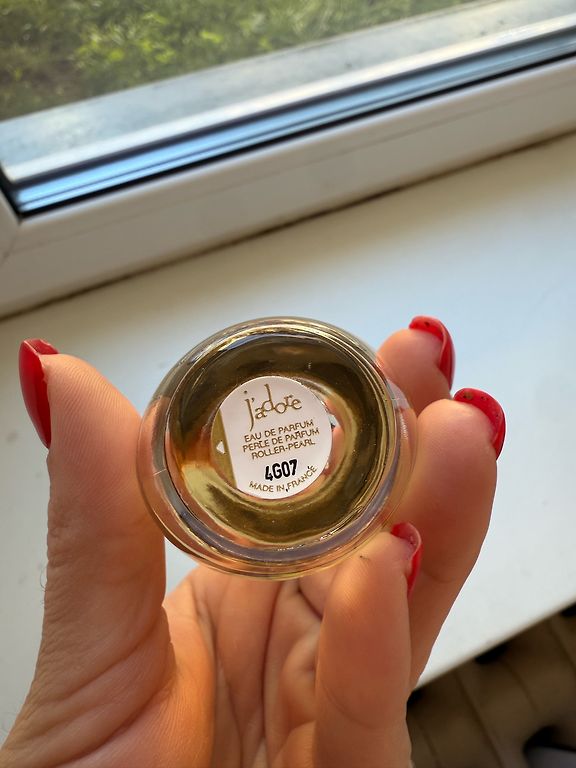 j'adore
EAU DE PARFUM
PERLE DE PARFUM
ROLLER-PEARL
4G07
MADE IN FRANCE